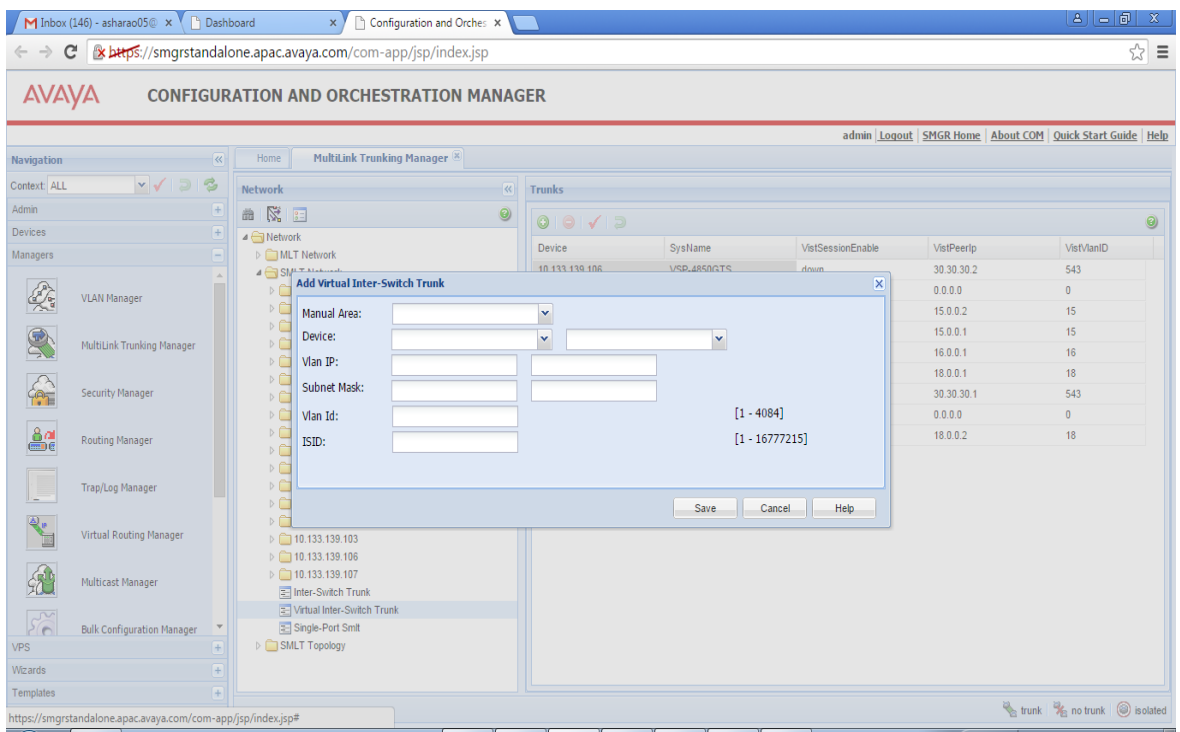 Inbox (146) - asharao05@
Dashboard
Configuration and Orches
https://smgrstandalone.apac.avaya.com/com-app/jsp/index.jsp
AVAYA
CONFIGURATION AND ORCHESTRATION MANAGER
admin Logout SMGR Home About COM Quick Start Guide Help
Navigation
Home
MultiLink Trunking Manager
Context: ALL
Network
Trunks
Admin
Devices
Managers
VLAN Manager
MultiLink Trunking Manager
Security Manager
Routing Manager
Trap/Log Manager
Virtual Routing Manager
Multicast Manager
Bulk Configuration Manager
VPS
Wizards
Templates
Network
MLT Network
10.133.139.103
10.133.139.106
10.133.139.107
Inter-Switch Trunk
Virtual Inter-Switch Trunk
Single-Port Smlt
SMLT Topology
Device SysName VistSessionEnable VistPeerIp VistVlanID
10.133.139.106 VSP-4850GTS down 30.30.30.2 543
0.0.0.0 0
15.0.0.2 15
15.0.0.1 15
16.0.0.1 16
18.0.0.1 18
30.30.30.1 543
0.0.0.0 0
18.0.0.2 18
Add Virtual Inter-Switch Trunk
Manual Area:
Device:
Vlan IP:
Subnet Mask:
Vlan Id: [1 - 4084]
ISID: [1 - 16777215]
Save Cancel Help
trunk no trunk isolated
https://smgrstandalone.apac.avaya.com/com-app/jsp/index.jsp#